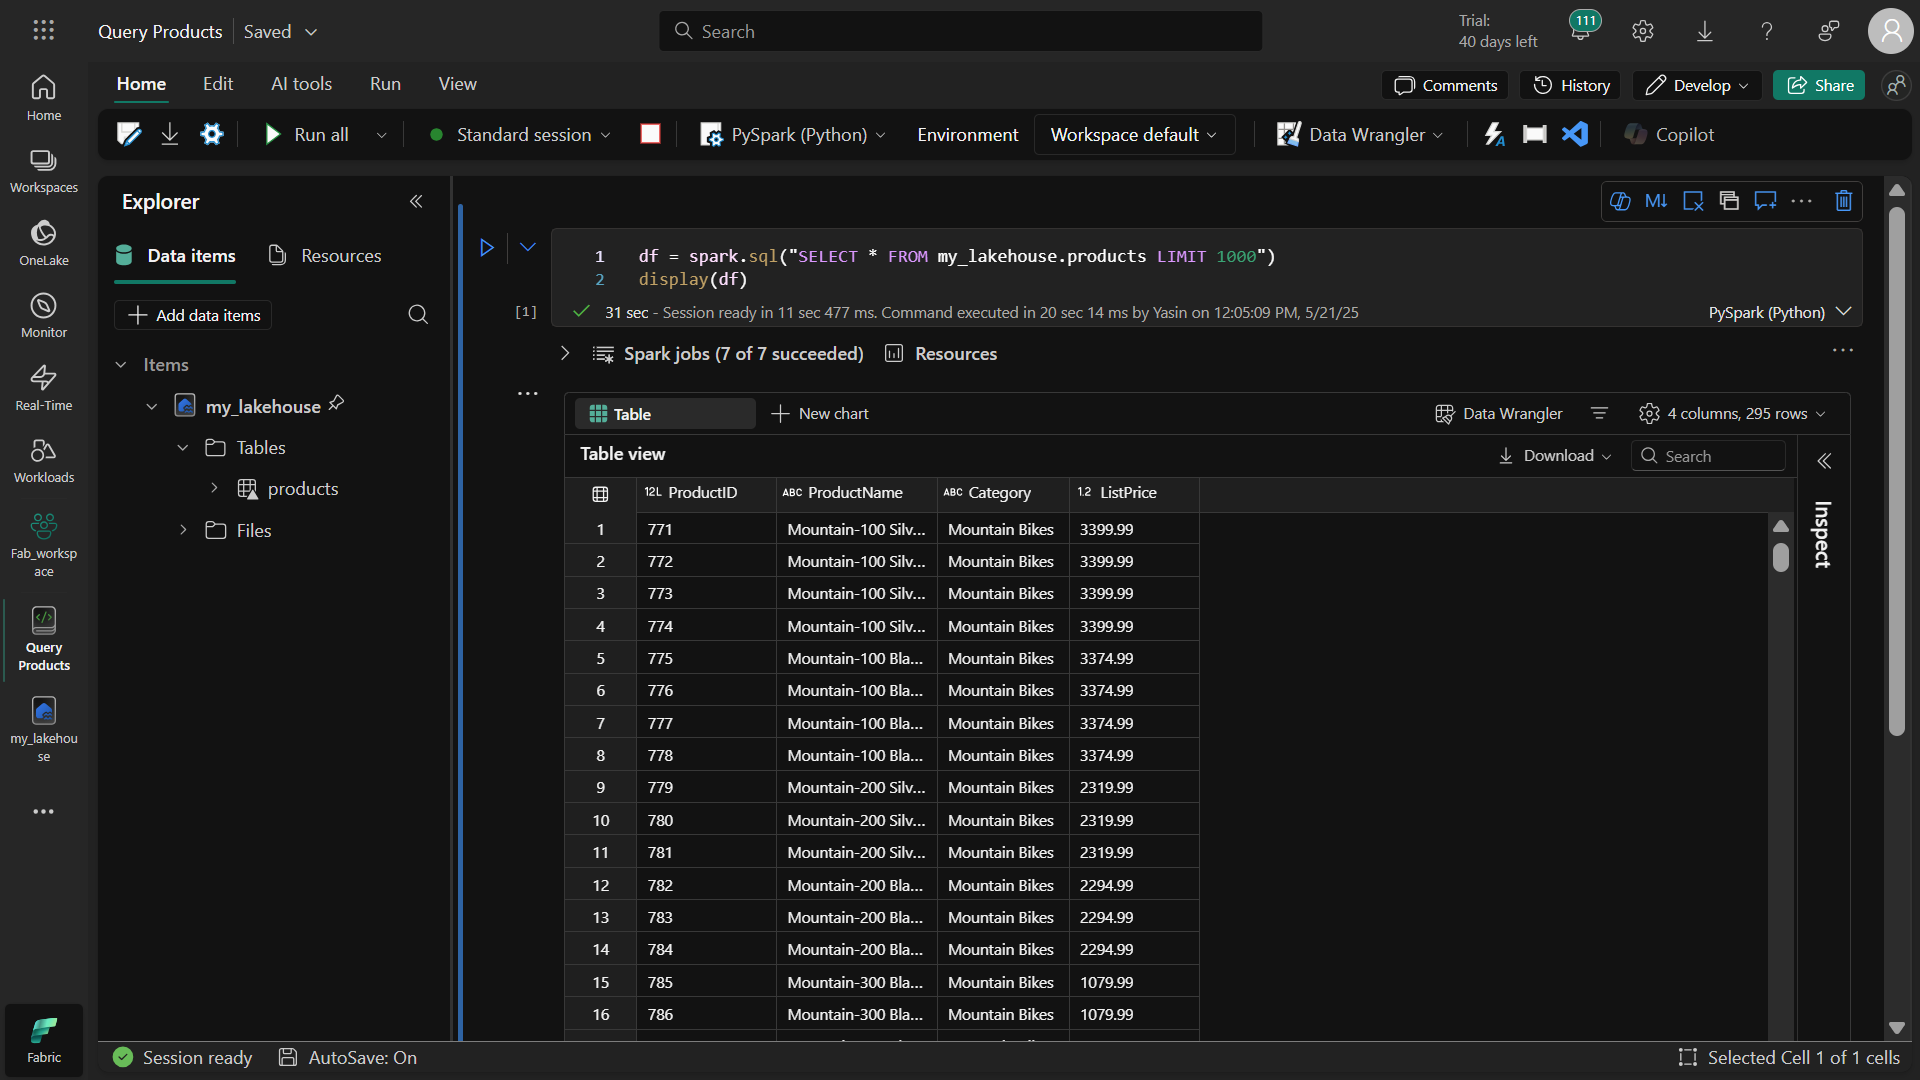 Query Products
Saved
Search
Trial:
40 days left
111
Home
Edit
AI tools
Run
View
Comments
History
Develop
Share
Run all
Standard session
PySpark (Python)
Environment
Workspace default
Data Wrangler
Copilot
Home
Workspaces
OneLake
Monitor
Real-Time
Workloads
Fab_worksp
ace
Query
Products
my_lakehou
se
Fabric
Explorer
Data items
Resources
Add data items
Items
my_lakehouse
Tables
products
Files
M↓
1 df = spark.sql("SELECT * FROM my_lakehouse.products LIMIT 1000")
2 display(df)
[1]
31 sec - Session ready in 11 sec 477 ms. Command executed in 20 sec 14 ms by Yasin on 12:05:09 PM, 5/21/25
PySpark (Python)
Spark jobs (7 of 7 succeeded)
Resources
Table
New chart
Data Wrangler
4 columns, 295 rows
Table view
Download
Search
Inspect
12L ProductID ABC ProductName ABC Category 1.2 ListPrice
1 771 Mountain-100 Silv... Mountain Bikes 3399.99
2 772 Mountain-100 Silv... Mountain Bikes 3399.99
3 773 Mountain-100 Silv... Mountain Bikes 3399.99
4 774 Mountain-100 Silv... Mountain Bikes 3399.99
5 775 Mountain-100 Bla... Mountain Bikes 3374.99
6 776 Mountain-100 Bla... Mountain Bikes 3374.99
7 777 Mountain-100 Bla... Mountain Bikes 3374.99
8 778 Mountain-100 Bla... Mountain Bikes 3374.99
9 779 Mountain-200 Silv... Mountain Bikes 2319.99
10 780 Mountain-200 Silv... Mountain Bikes 2319.99
11 781 Mountain-200 Silv... Mountain Bikes 2319.99
12 782 Mountain-200 Bla... Mountain Bikes 2294.99
13 783 Mountain-200 Bla... Mountain Bikes 2294.99
14 784 Mountain-200 Bla... Mountain Bikes 2294.99
15 785 Mountain-300 Bla... Mountain Bikes 1079.99
16 786 Mountain-300 Bla... Mountain Bikes 1079.99
Session ready
AutoSave: On
Selected Cell 1 of 1 cells